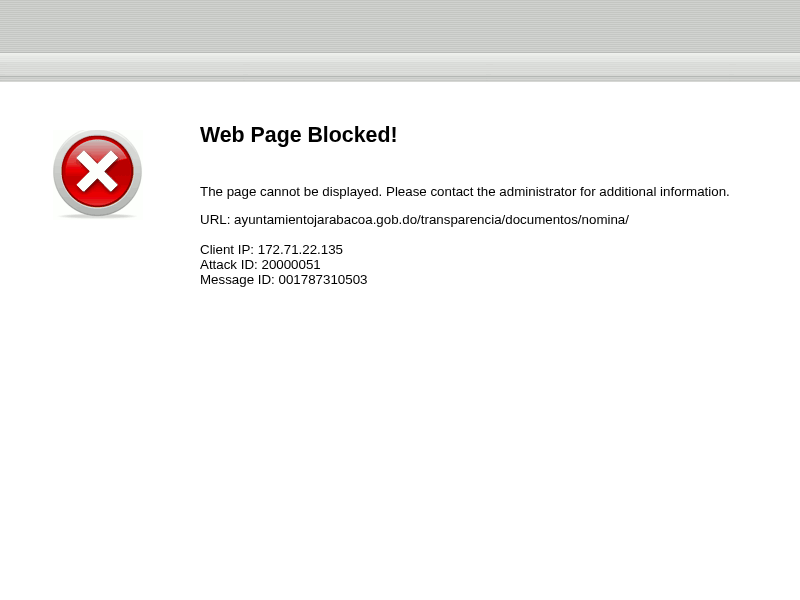 Web Page Blocked!
The page cannot be displayed. Please contact the administrator for additional information.
URL: ayuntamientojarabacoa.gob.do/transparencia/documentos/nomina/
Client IP: 172.71.22.135
Attack ID: 20000051
Message ID: 001787310503